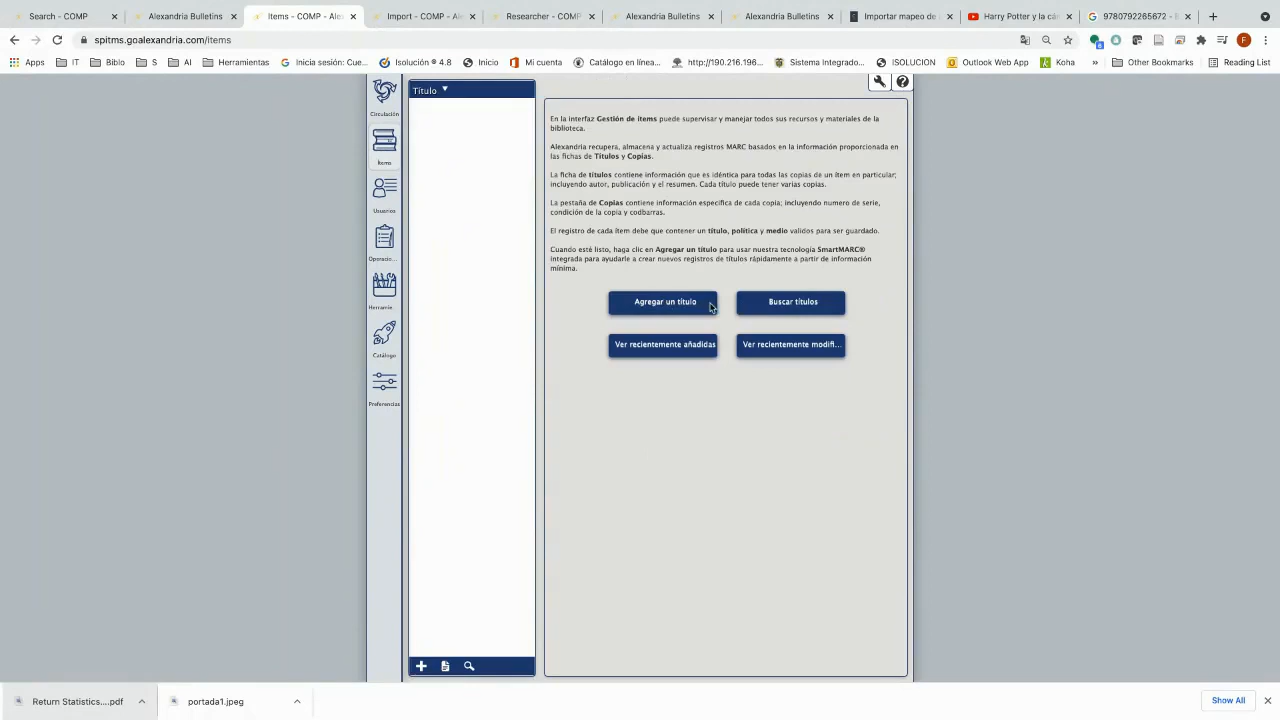 Search - COMP
Alexandria Bulletins
Items - COMP - Ale
Import - COMP - Al
Researcher - COMP
Alexandria Bulletins
Alexandria Bulletins
Importar mapeo de
Harry Potter y la cá
9780792265672 - B
spitms.goalexandria.com/items
Apps
IT
Biblo
S
AI
Herramientas
Inicia sesión: Cue...
Isolución ® 4.8
Inicio
Mi cuenta
Catálogo en línea...
http://190.216.196...
Sistema Integrado...
ISOLUCION
Outlook Web App
Koha
»
Other Bookmarks
Reading List
Circulación
Ítems
Usuarios
Operacio...
Herramie...
Catálogo
Preferencias
Título
En la interfaz Gestión de ítems puede supervisar y manejar todos sus recursos y materiales de la
biblioteca.
Alexandria recupera, almacena y actualiza registros MARC basados en la información proporcionada en
las fichas de Títulos y Copias.
La ficha de títulos contiene información que es idéntica para todas las copias de un ítem en particular;
incluyendo autor, publicación y el resumen. Cada título puede tener varias copias.
La pestaña de Copias contiene información específica de cada copia; incluyendo numero de serie,
condición de la copia y codbarras.
El registro de cada ítem debe que contener un título, política y medio validos para ser guardado.
Cuando esté listo, haga clic en Agregar un título para usar nuestra tecnología SmartMARC®
integrada para ayudarle a crear nuevos registros de títulos rápidamente a partir de información
mínima.
Agregar un título
Buscar títulos
Ver recientemente añadidas
Ver recientemente modifi...
Return Statistics....pdf
portada1.jpeg
Show All